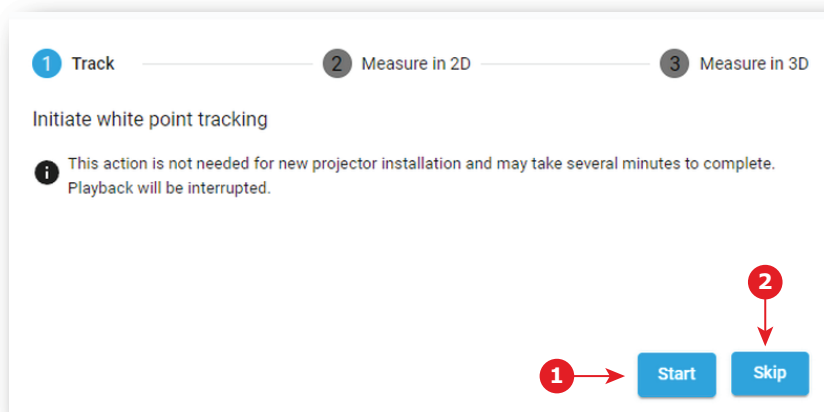 1 Track 2 Measure in 2D 3 Measure in 3D
Initiate white point tracking
i This action is not needed for new projector installation and may take several minutes to complete.
Playback will be interrupted.
2
1 Start Skip